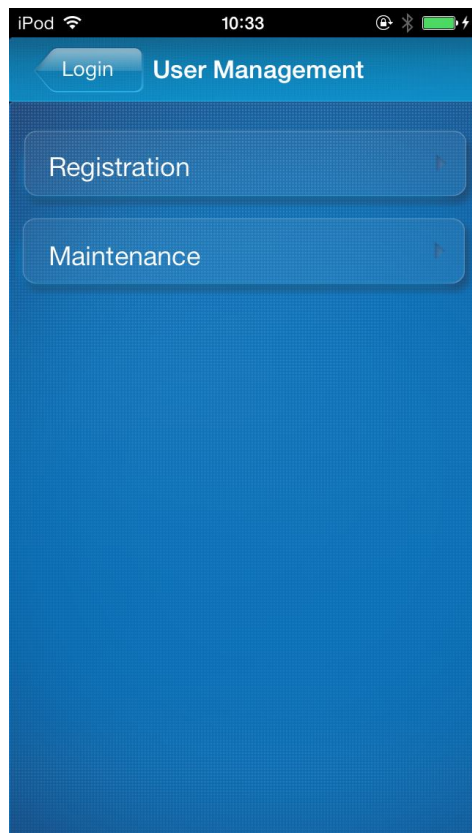 iPod 10:33
Login User Management
Registration
Maintenance